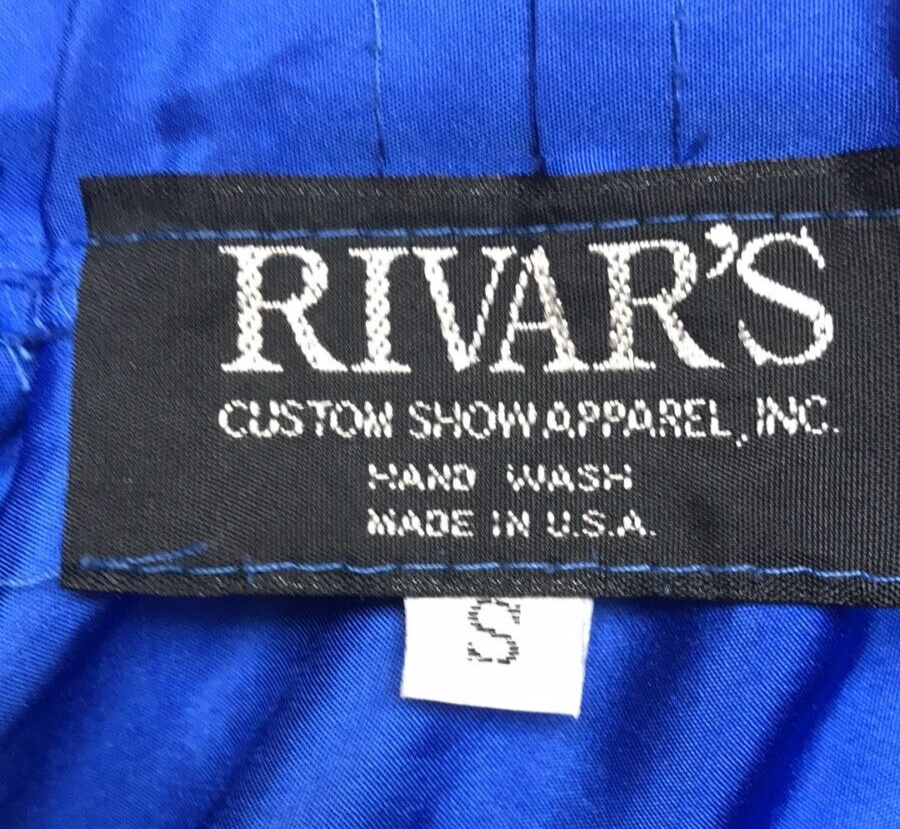 RIVAR'S
CUSTOM SHOW APPAREL, INC.
HAND WASH
MADE IN U.S.A.
S